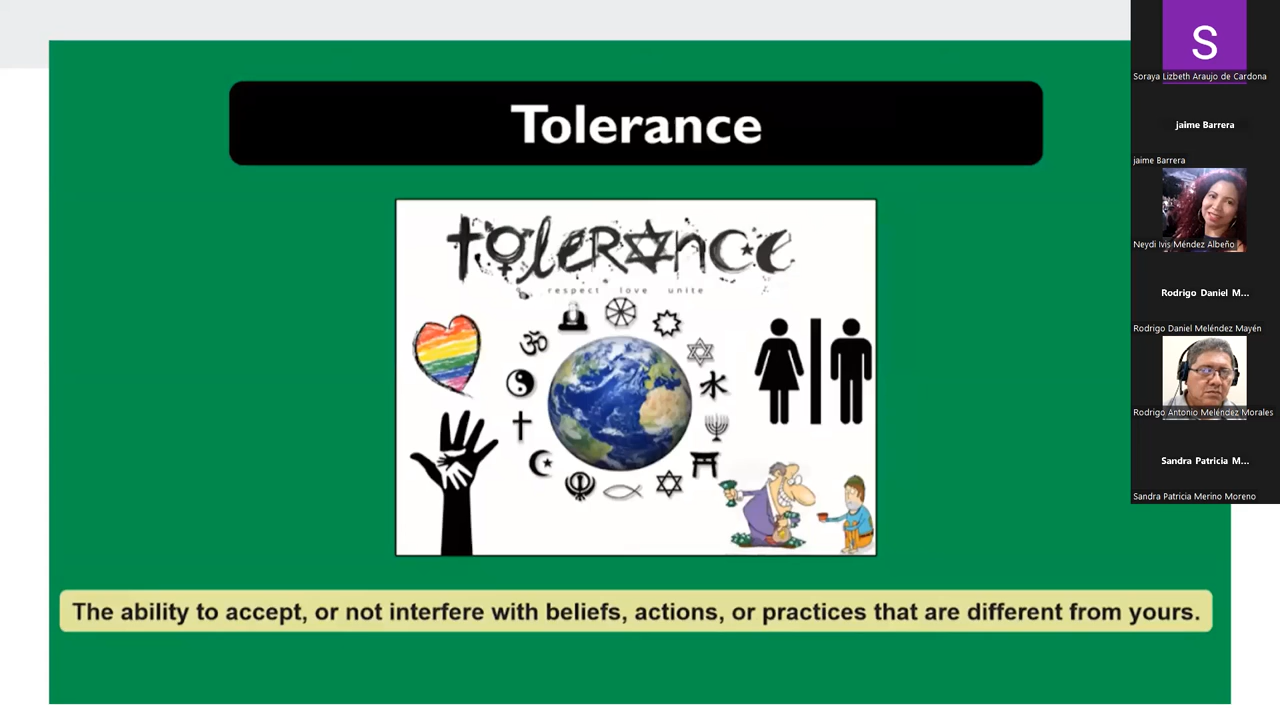 Tolerance
tolerance
respect love unite
The ability to accept, or not interfere with beliefs, actions, or practices that are different from yours.
S
Soraya Lizbeth Araujo de Cardona
jaime Barrera
jaime Barrera
Neydi Ivis Méndez Albeño
Rodrigo Daniel M...
Rodrigo Daniel Meléndez Mayén
Rodrigo Antonio Meléndez Morales
Sandra Patricia M...
Sandra Patricia Merino Moreno